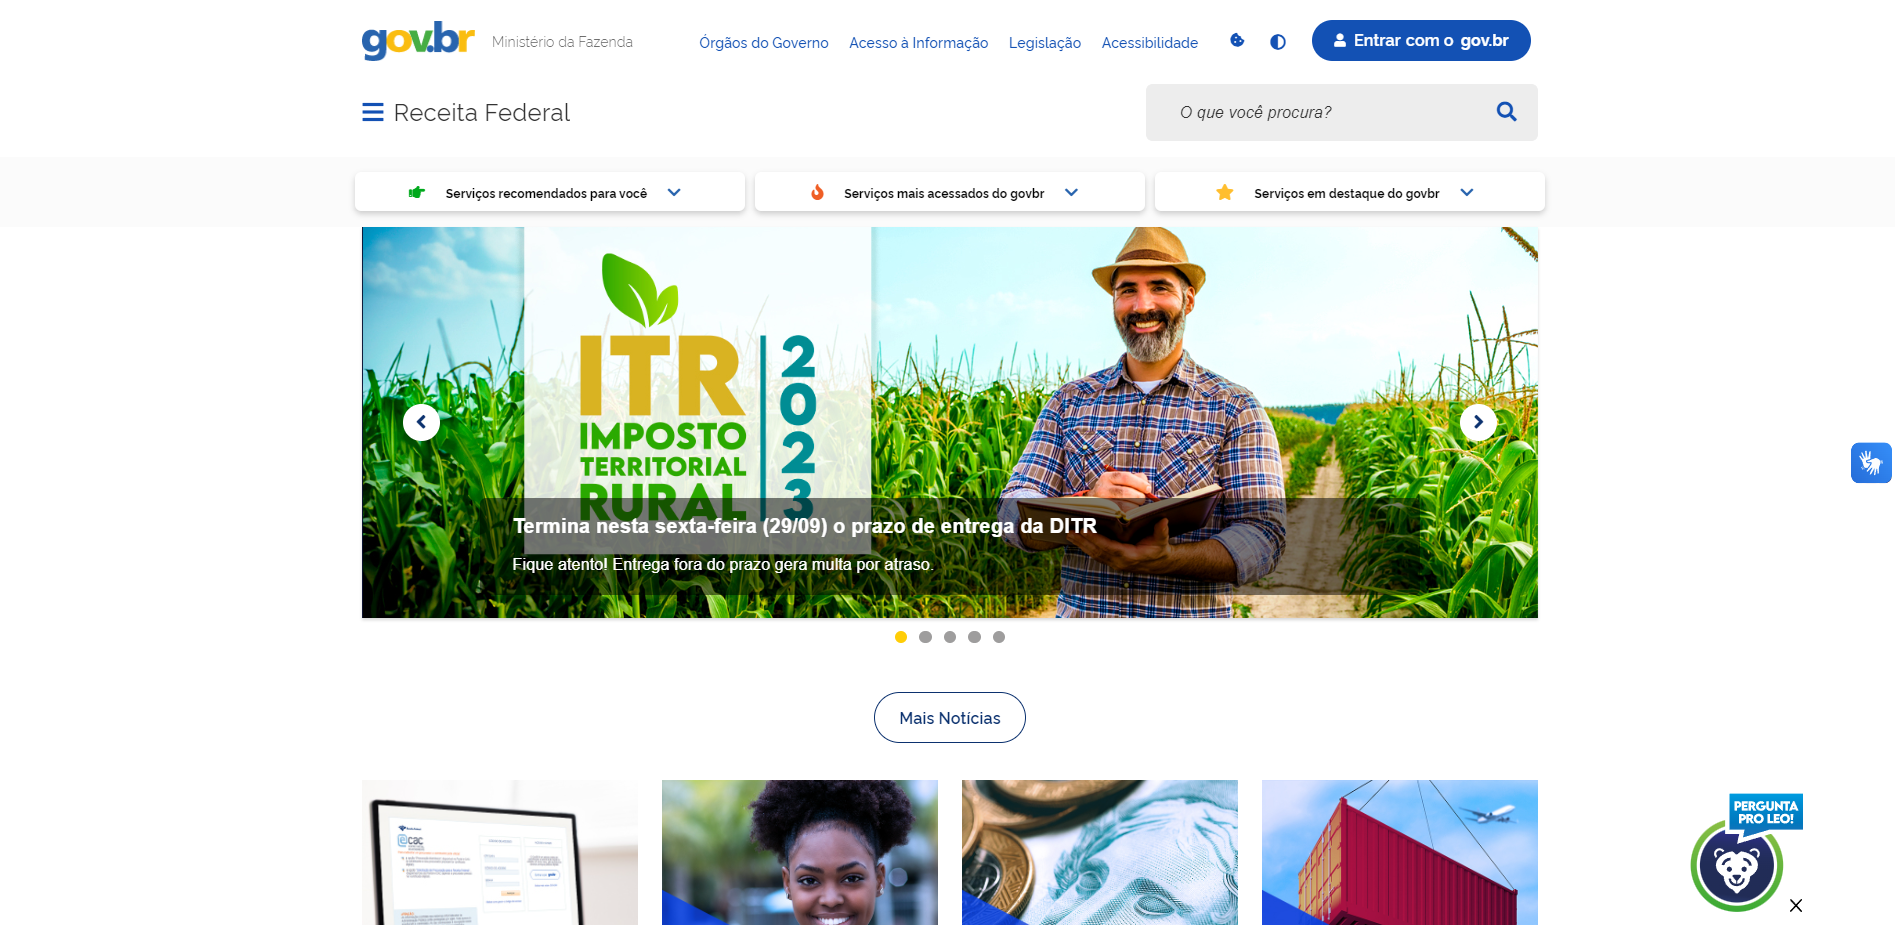 gov.br
Ministério da Fazenda
Órgãos do Governo
Acesso à Informação
Legislação
Acessibilidade
Entrar com o gov.br
Receita Federal
O que você procura?
Serviços recomendados para você
Serviços mais acessados do govbr
Serviços em destaque do govbr
ITR
IMPOSTO
TERRITORIAL
RURAL
2023
Termina nesta sexta-feira (29/09) o prazo de entrega da DITR
Fique atento! Entrega fora do prazo gera multa por atraso.
Mais Notícias
eCAC
PERGUNTA
PRO LEO!